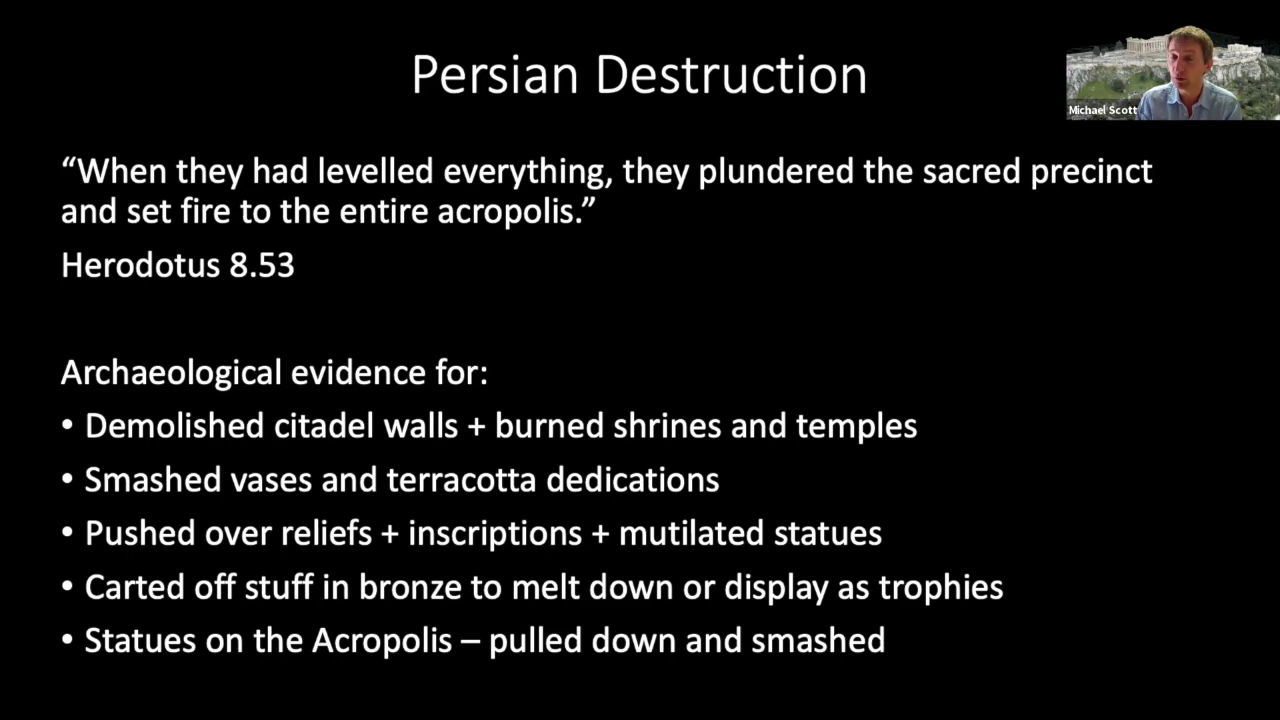 Persian Destruction
Michael Scott
“When they had levelled everything, they plundered the sacred precinct
and set fire to the entire acropolis.”
Herodotus 8.53
Archaeological evidence for:
• Demolished citadel walls + burned shrines and temples
• Smashed vases and terracotta dedications
• Pushed over reliefs + inscriptions + mutilated statues
• Carted off stuff in bronze to melt down or display as trophies
• Statues on the Acropolis – pulled down and smashed